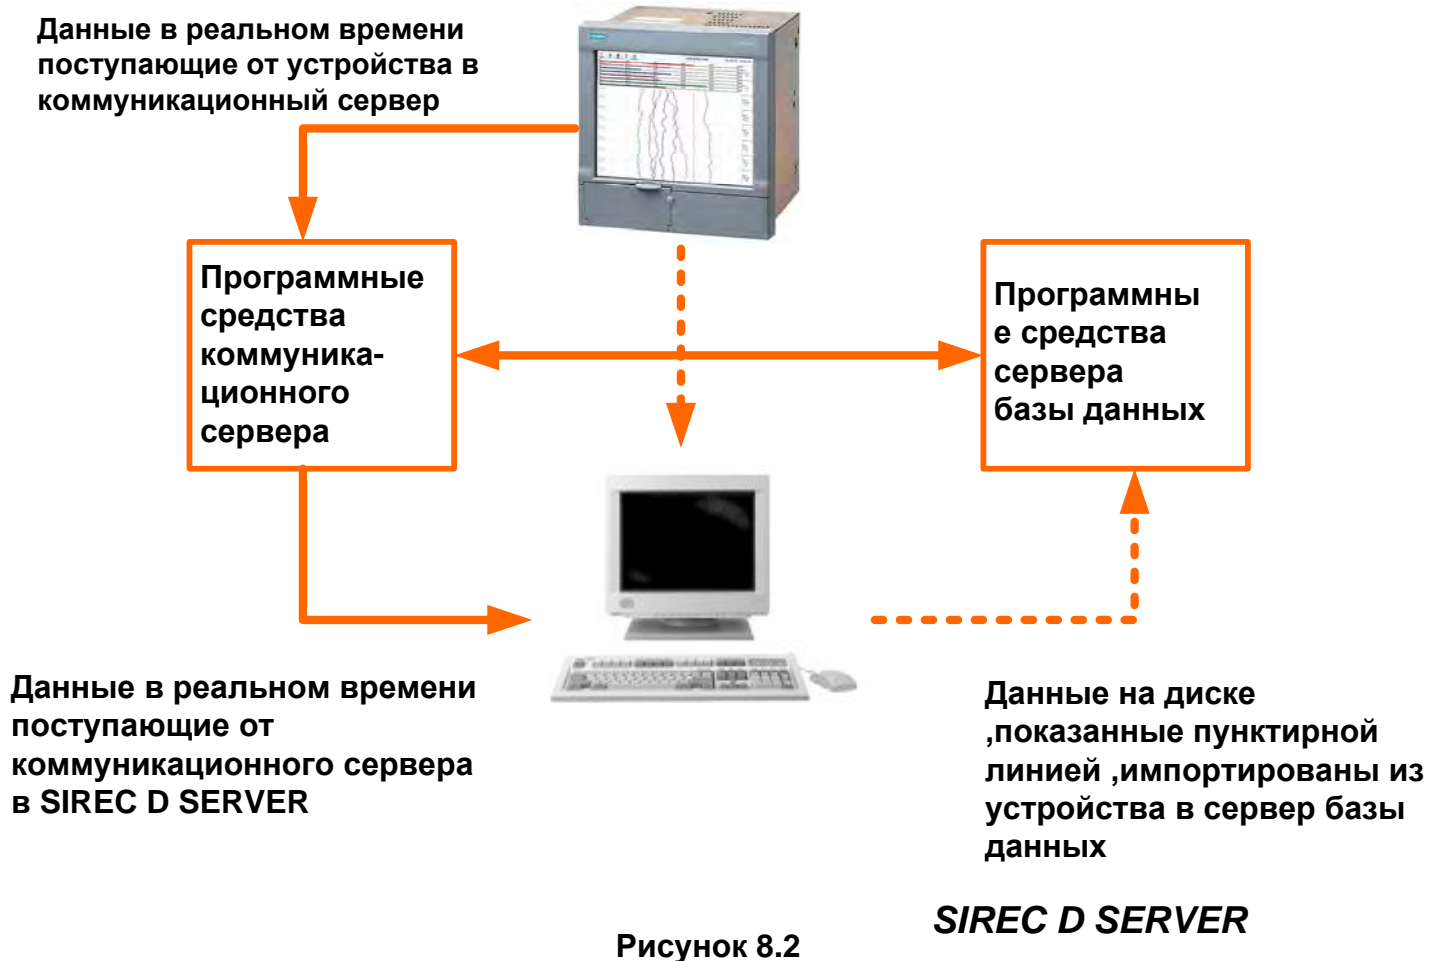 Данные в реальном времени
поступающие от устройства в
коммуникационный сервер
Программные
средства
коммуника-
ционного
сервера
Программны
е средства
сервера
базы данных
Данные в реальном времени
поступающие от
коммуникационного сервера
в SIREC D SERVER
Данные на диске
,показанные пунктирной
линией ,импортированы из
устройства в сервер базы
данных
SIREC D SERVER
Рисунок 8.2